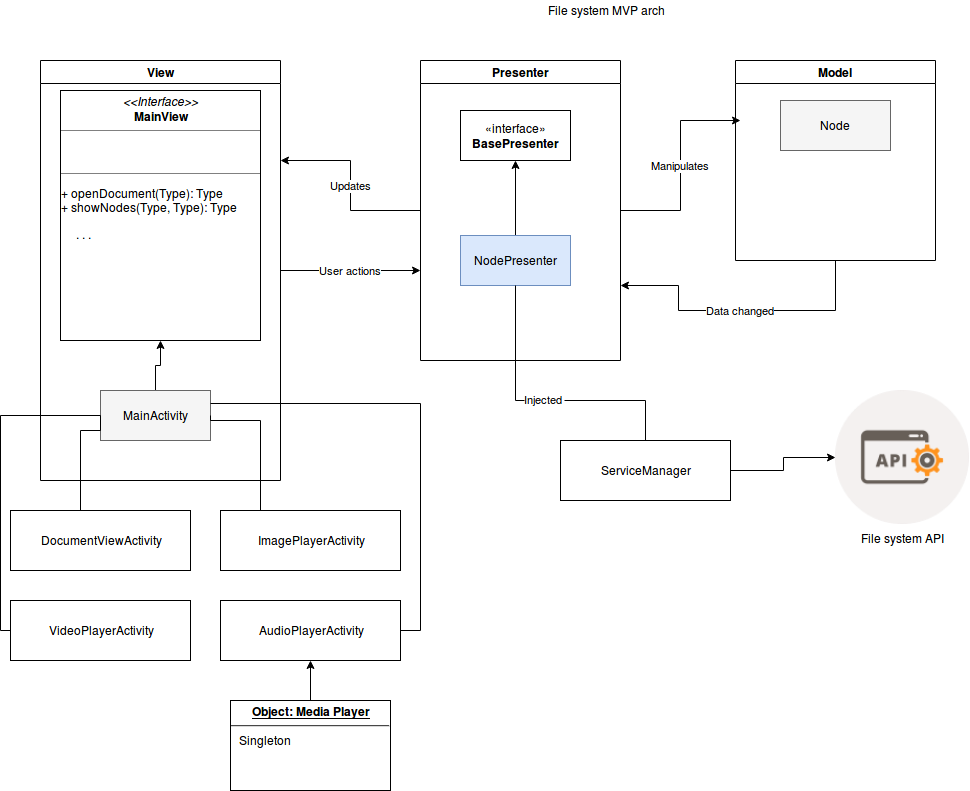 File system MVP arch
View
<<Interface>>
MainView
+ openDocument(Type): Type
+ showNodes(Type, Type): Type
...
MainActivity
Updates
User actions
Presenter
«interface»
BasePresenter
NodePresenter
Manipulates
Model
Node
Data changed
Injected
ServiceManager
API
File system API
DocumentViewActivity
ImagePlayerActivity
VideoPlayerActivity
AudioPlayerActivity
Object: Media Player
Singleton